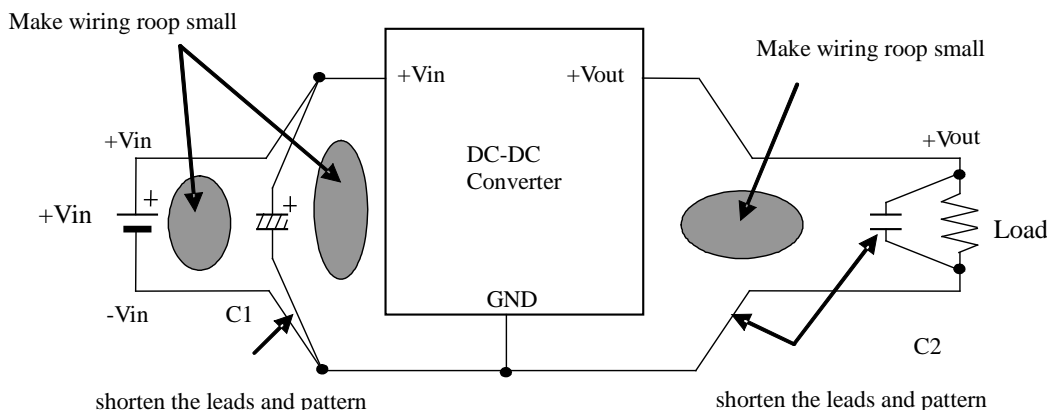 Make wiring roop small
Make wiring roop small
+Vin
+Vout
+Vin
+Vout
DC-DC
Converter
+
+
+Vin
Load
GND
-Vin
C1
C2
shorten the leads and pattern
shorten the leads and pattern